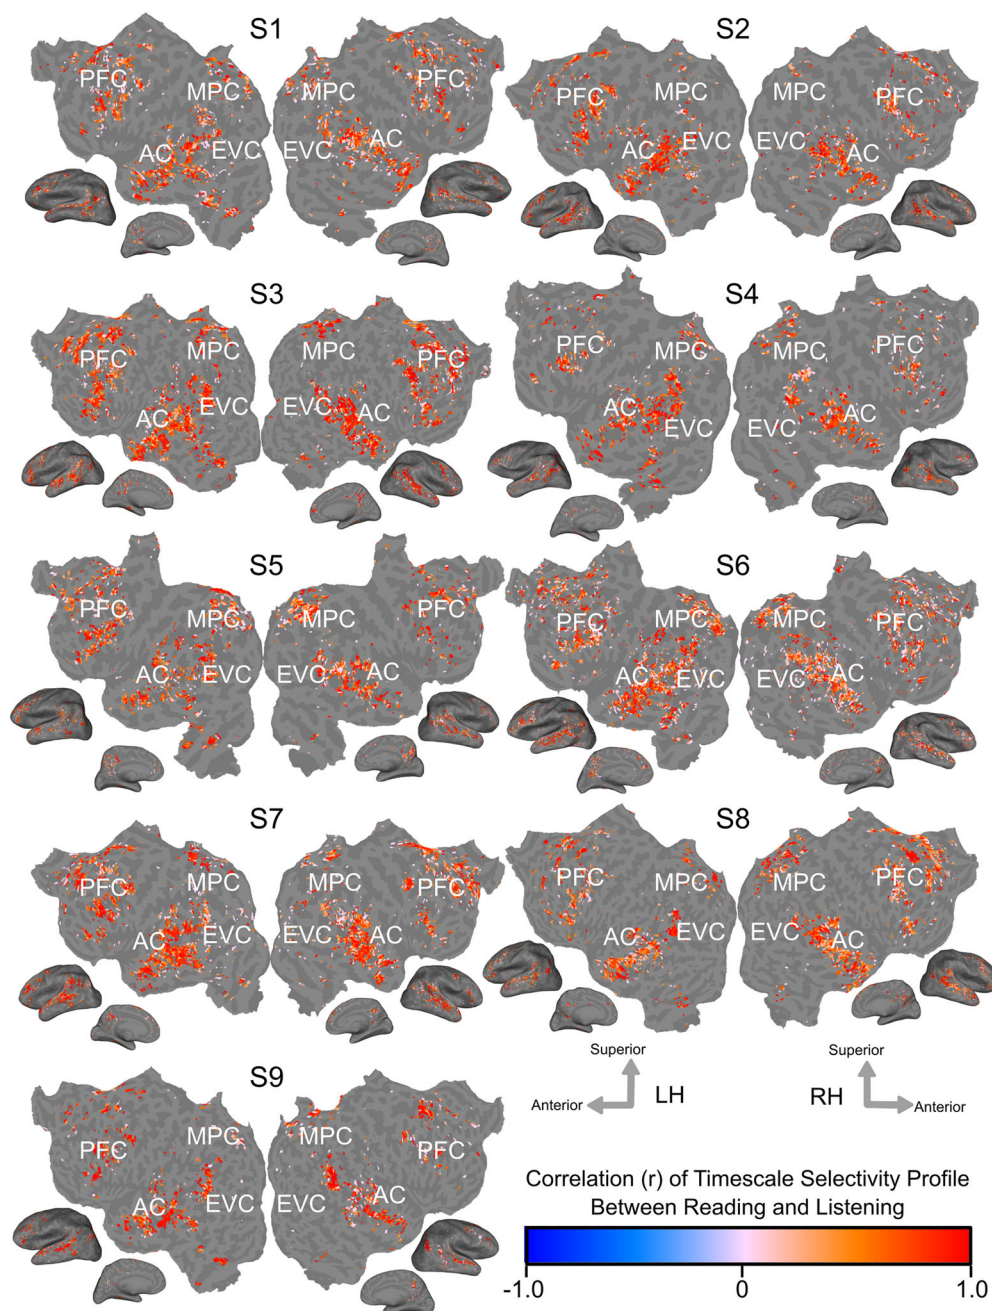 S1
S2
PFC MPC MPC PFC
PFC MPC MPC PFC
AC EVC EVC AC
AC EVC EVC AC
S3
S4
PFC MPC MPC PFC
PFC MPC MPC PFC
AC EVC EVC AC
AC EVC EVC AC
S5
S6
PFC MPC MPC PFC
PFC MPC MPC PFC
AC EVC EVC AC
AC EVC EVC AC
S7
S8
PFC MPC MPC PFC
PFC MPC MPC PFC
AC EVC EVC AC
AC EVC EVC AC
Superior Superior
Anterior LH RH Anterior
S9
PFC MPC MPC PFC
AC EVC EVC AC
Correlation (r) of Timescale Selectivity Profile
Between Reading and Listening
-1.0 0 1.0